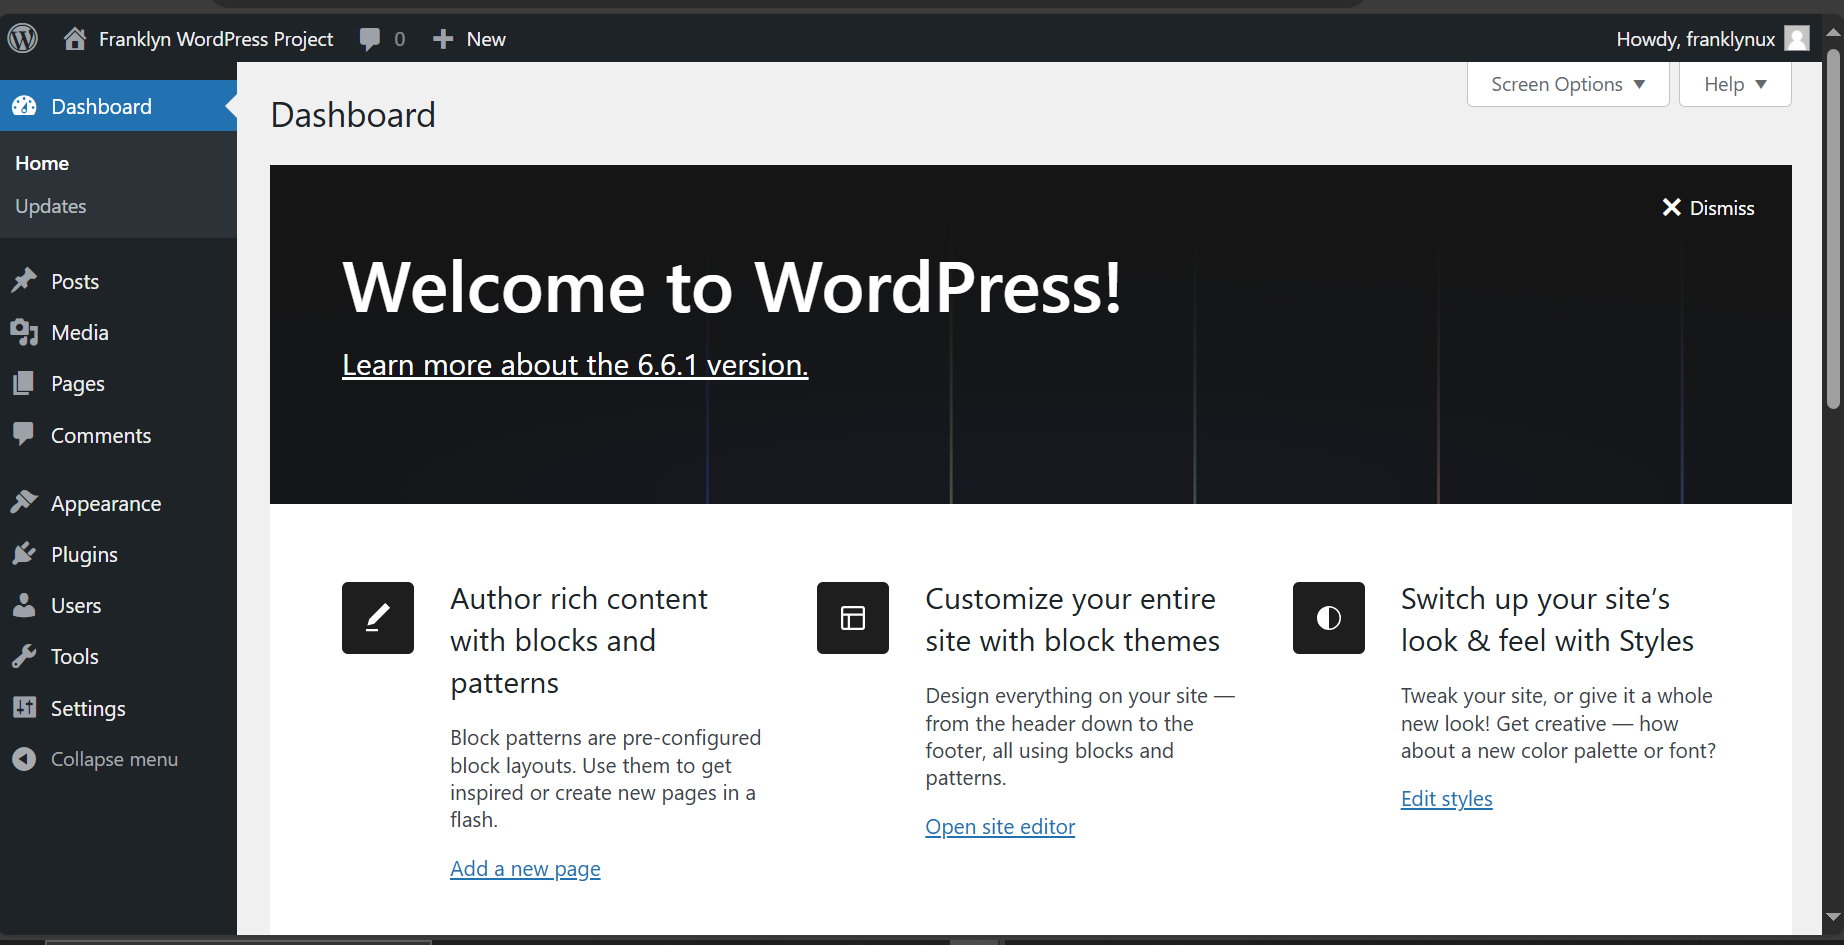 Franklyn WordPress Project
0
New
Howdy, franklynux
Dashboard
Home
Updates
Posts
Media
Pages
Comments
Appearance
Plugins
Users
Tools
Settings
Collapse menu
Screen Options
Help
Dashboard
Dismiss
Welcome to WordPress!
Learn more about the 6.6.1 version.
Author rich content
with blocks and
patterns
Block patterns are pre-configured
block layouts. Use them to get
inspired or create new pages in a
flash.
Add a new page
Customize your entire
site with block themes
Design everything on your site —
from the header down to the
footer, all using blocks and
patterns.
Open site editor
Switch up your site’s
look & feel with Styles
Tweak your site, or give it a whole
new look! Get creative — how
about a new color palette or font?
Edit styles